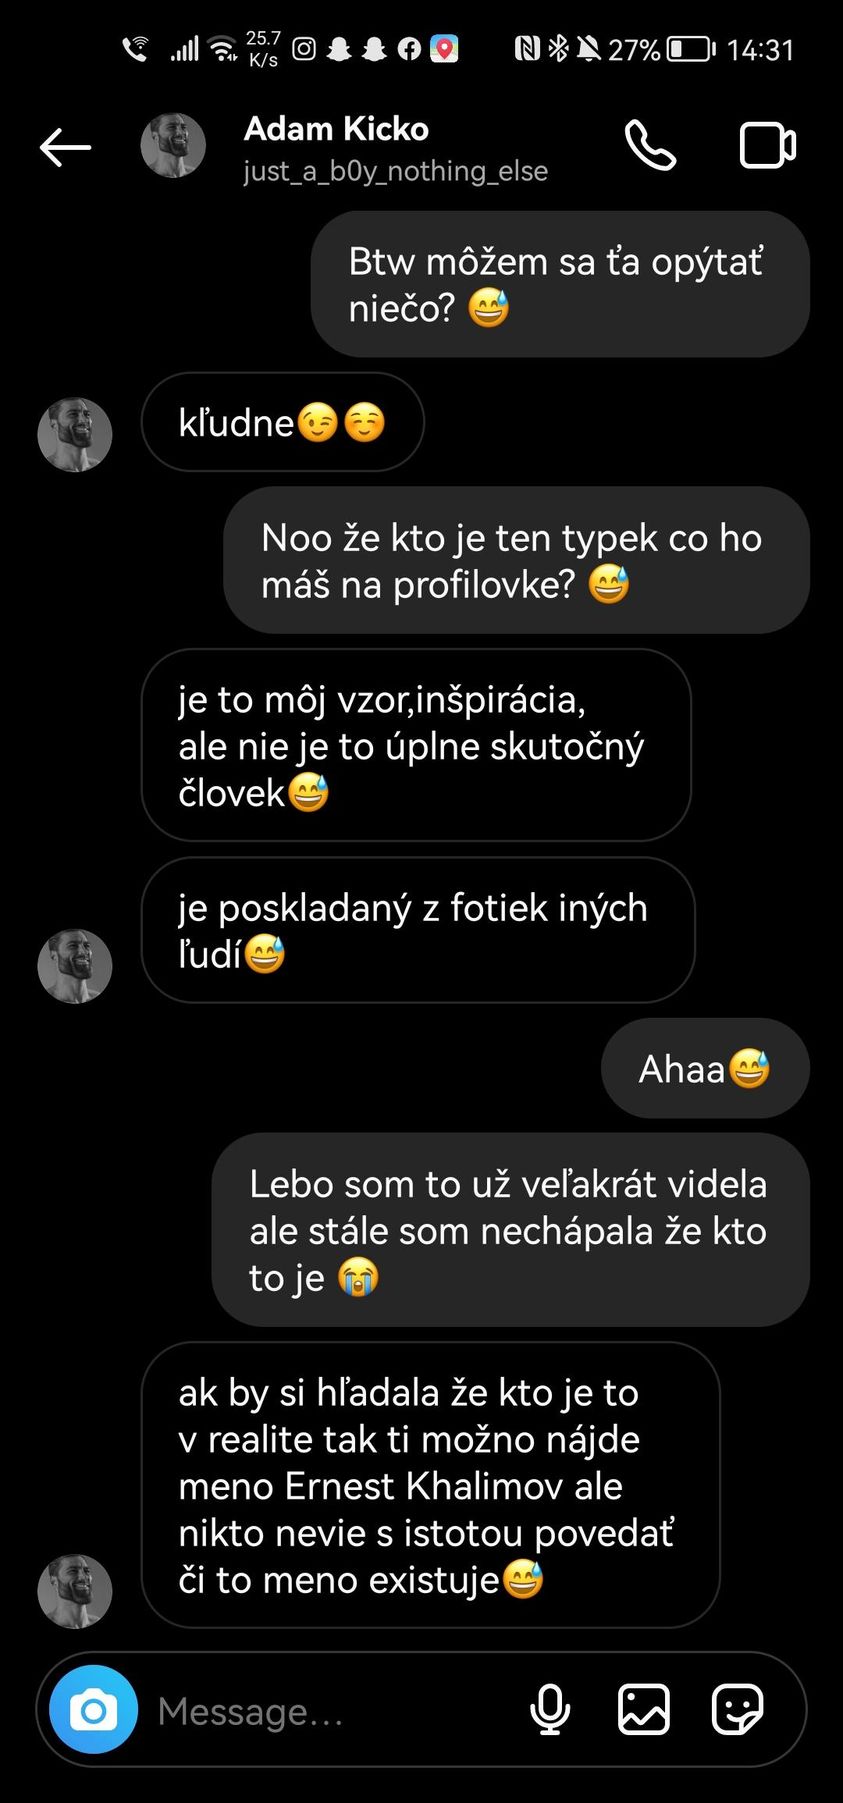 25.7
K/s
27%
14:31
Adam Kicko
just_a_b0y_nothing_else
Btw môžem sa ťa opýtať
niečo? 😅
kľudne😉☺️
Noo že kto je ten typek co ho
máš na profilovke? 😅
je to môj vzor,inšpirácia,
ale nie je to úplne skutočný
človek😅
je poskladaný z fotiek iných
ľudí😅
Ahaa😅
Lebo som to už veľakrát videla
ale stále som nechápala že kto
to je 😭
ak by si hľadala že kto je to
v realite tak ti možno nájde
meno Ernest Khalimov ale
nikto nevie s istotou povedať
či to meno existuje😅
Message...